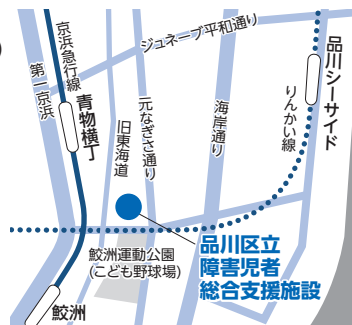 ジュネーブ平和通り
京浜急行線
第一京浜
青物横丁
旧東海道
元なぎさ通り
海岸通り
りんかい線
品川シーサイド
鮫洲運動公園
(こども野球場)
品川区立
障害児者
総合支援施設
鮫洲